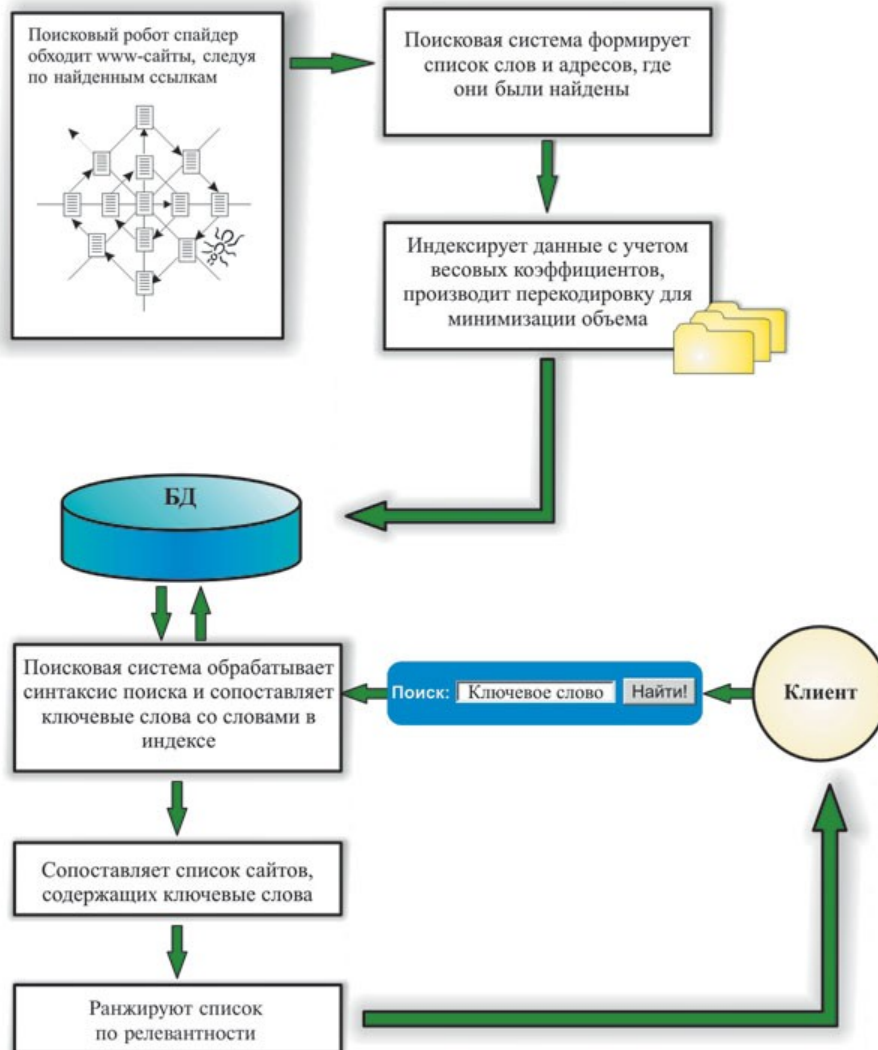 Поисковый робот спайдер
обходит www-сайты, следуя
по найденным ссылкам
Поисковая система формирует
список слов и адресов, где
они были найдены
Индексирует данные с учетом
весовых коэффициентов,
производит перекодировку для
минимизации объема
БД
Поисковая система обрабатывает
синтаксис поиска и сопоставляет
ключевые слова со словами в
индексе
Поиск: Ключевое слово Найти!
Клиент
Сопоставляет список сайтов,
содержащих ключевые слова
Ранжируют список
по релевантности